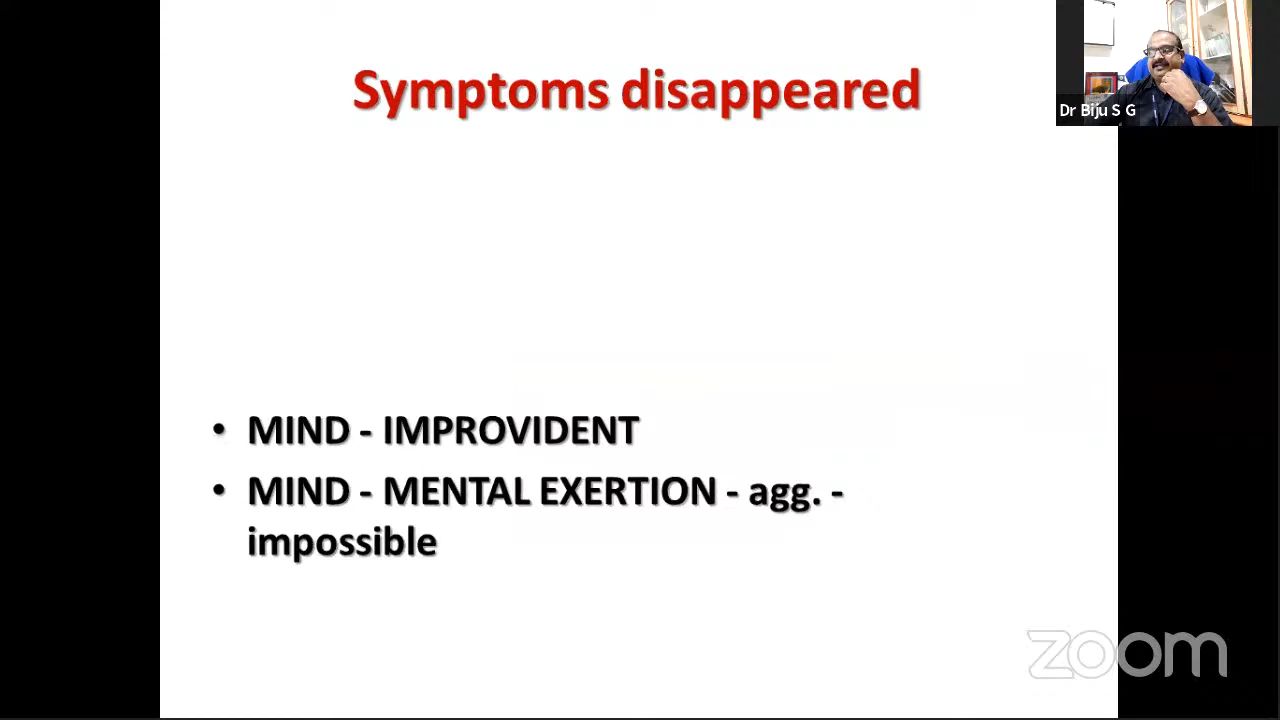 Symptoms disappeared
Dr Biju S G
• MIND - IMPROVIDENT
• MIND - MENTAL EXERTION - agg. -
impossible
zoom